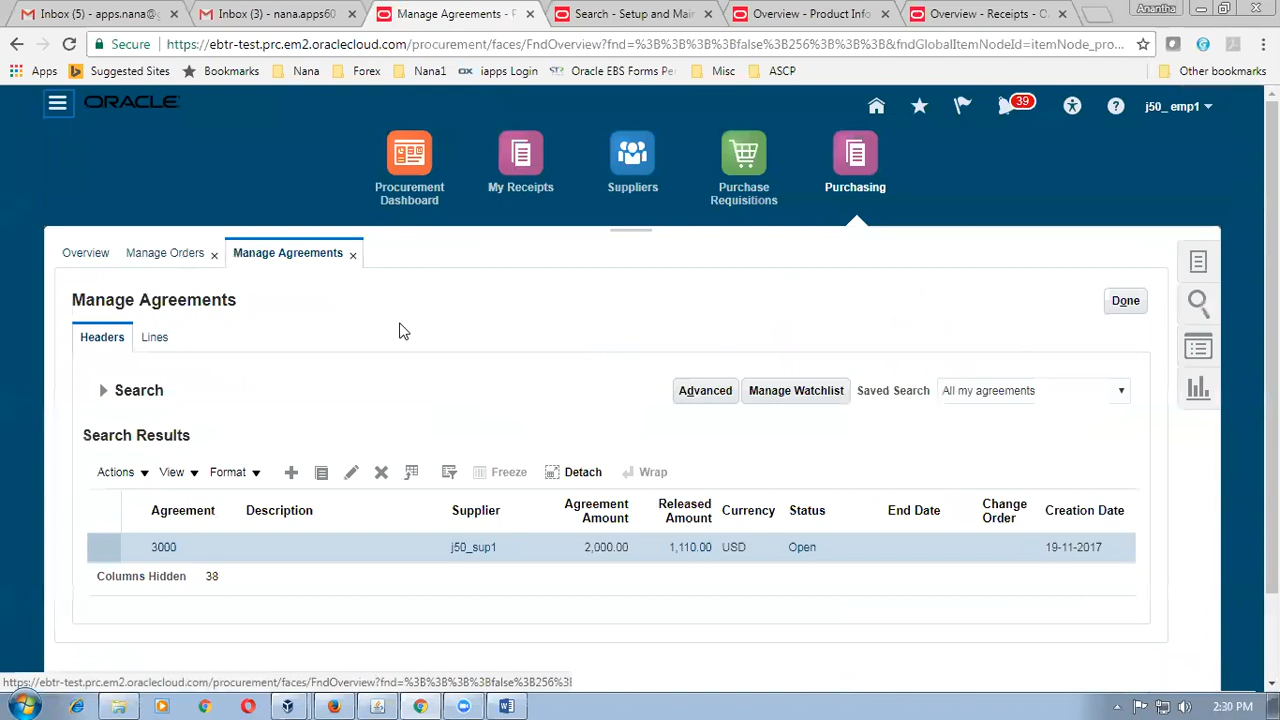 Inbox (5) - appsnana@g
Inbox (3) - nana.apps60
Manage Agreements - P
Search - Setup and Main
Overview - Product Info
Overview - Receipts - C
Anantha
Secure
https://ebtr-test.prc.em2.oraclecloud.com/procurement/faces/FndOverview?fnd=%3B%3B%3B%3Bfalse%3B256%3B%3B%3B&fndGlobalItemNodeId=itemNode_pro...
Apps
Suggested Sites
Bookmarks
Nana
Forex
Nana1
iapps Login
Oracle EBS Forms Per
Misc
ASCP
Other bookmarks
ORACLE
39
j50_emp1
Procurement
Dashboard
My Receipts
Suppliers
Purchase
Requisitions
Purchasing
Overview
Manage Orders
Manage Agreements
Manage Agreements
Done
Headers
Lines
Search
Advanced
Manage Watchlist
Saved Search
All my agreements
Search Results
Actions
View
Format
Freeze
Detach
Wrap
Agreement
Description
Supplier
Agreement
Amount
Released
Amount
Currency
Status
End Date
Change
Order
Creation Date
3000
j50_sup1
2,000.00
1,110.00
USD
Open
19-11-2017
Columns Hidden 38
https://ebtr-test.prc.em2.oraclecloud.com/procurement/faces/FndOverview?fnd=%3B%3B%3B%3Bfalse%3B256%3B
2:30 PM